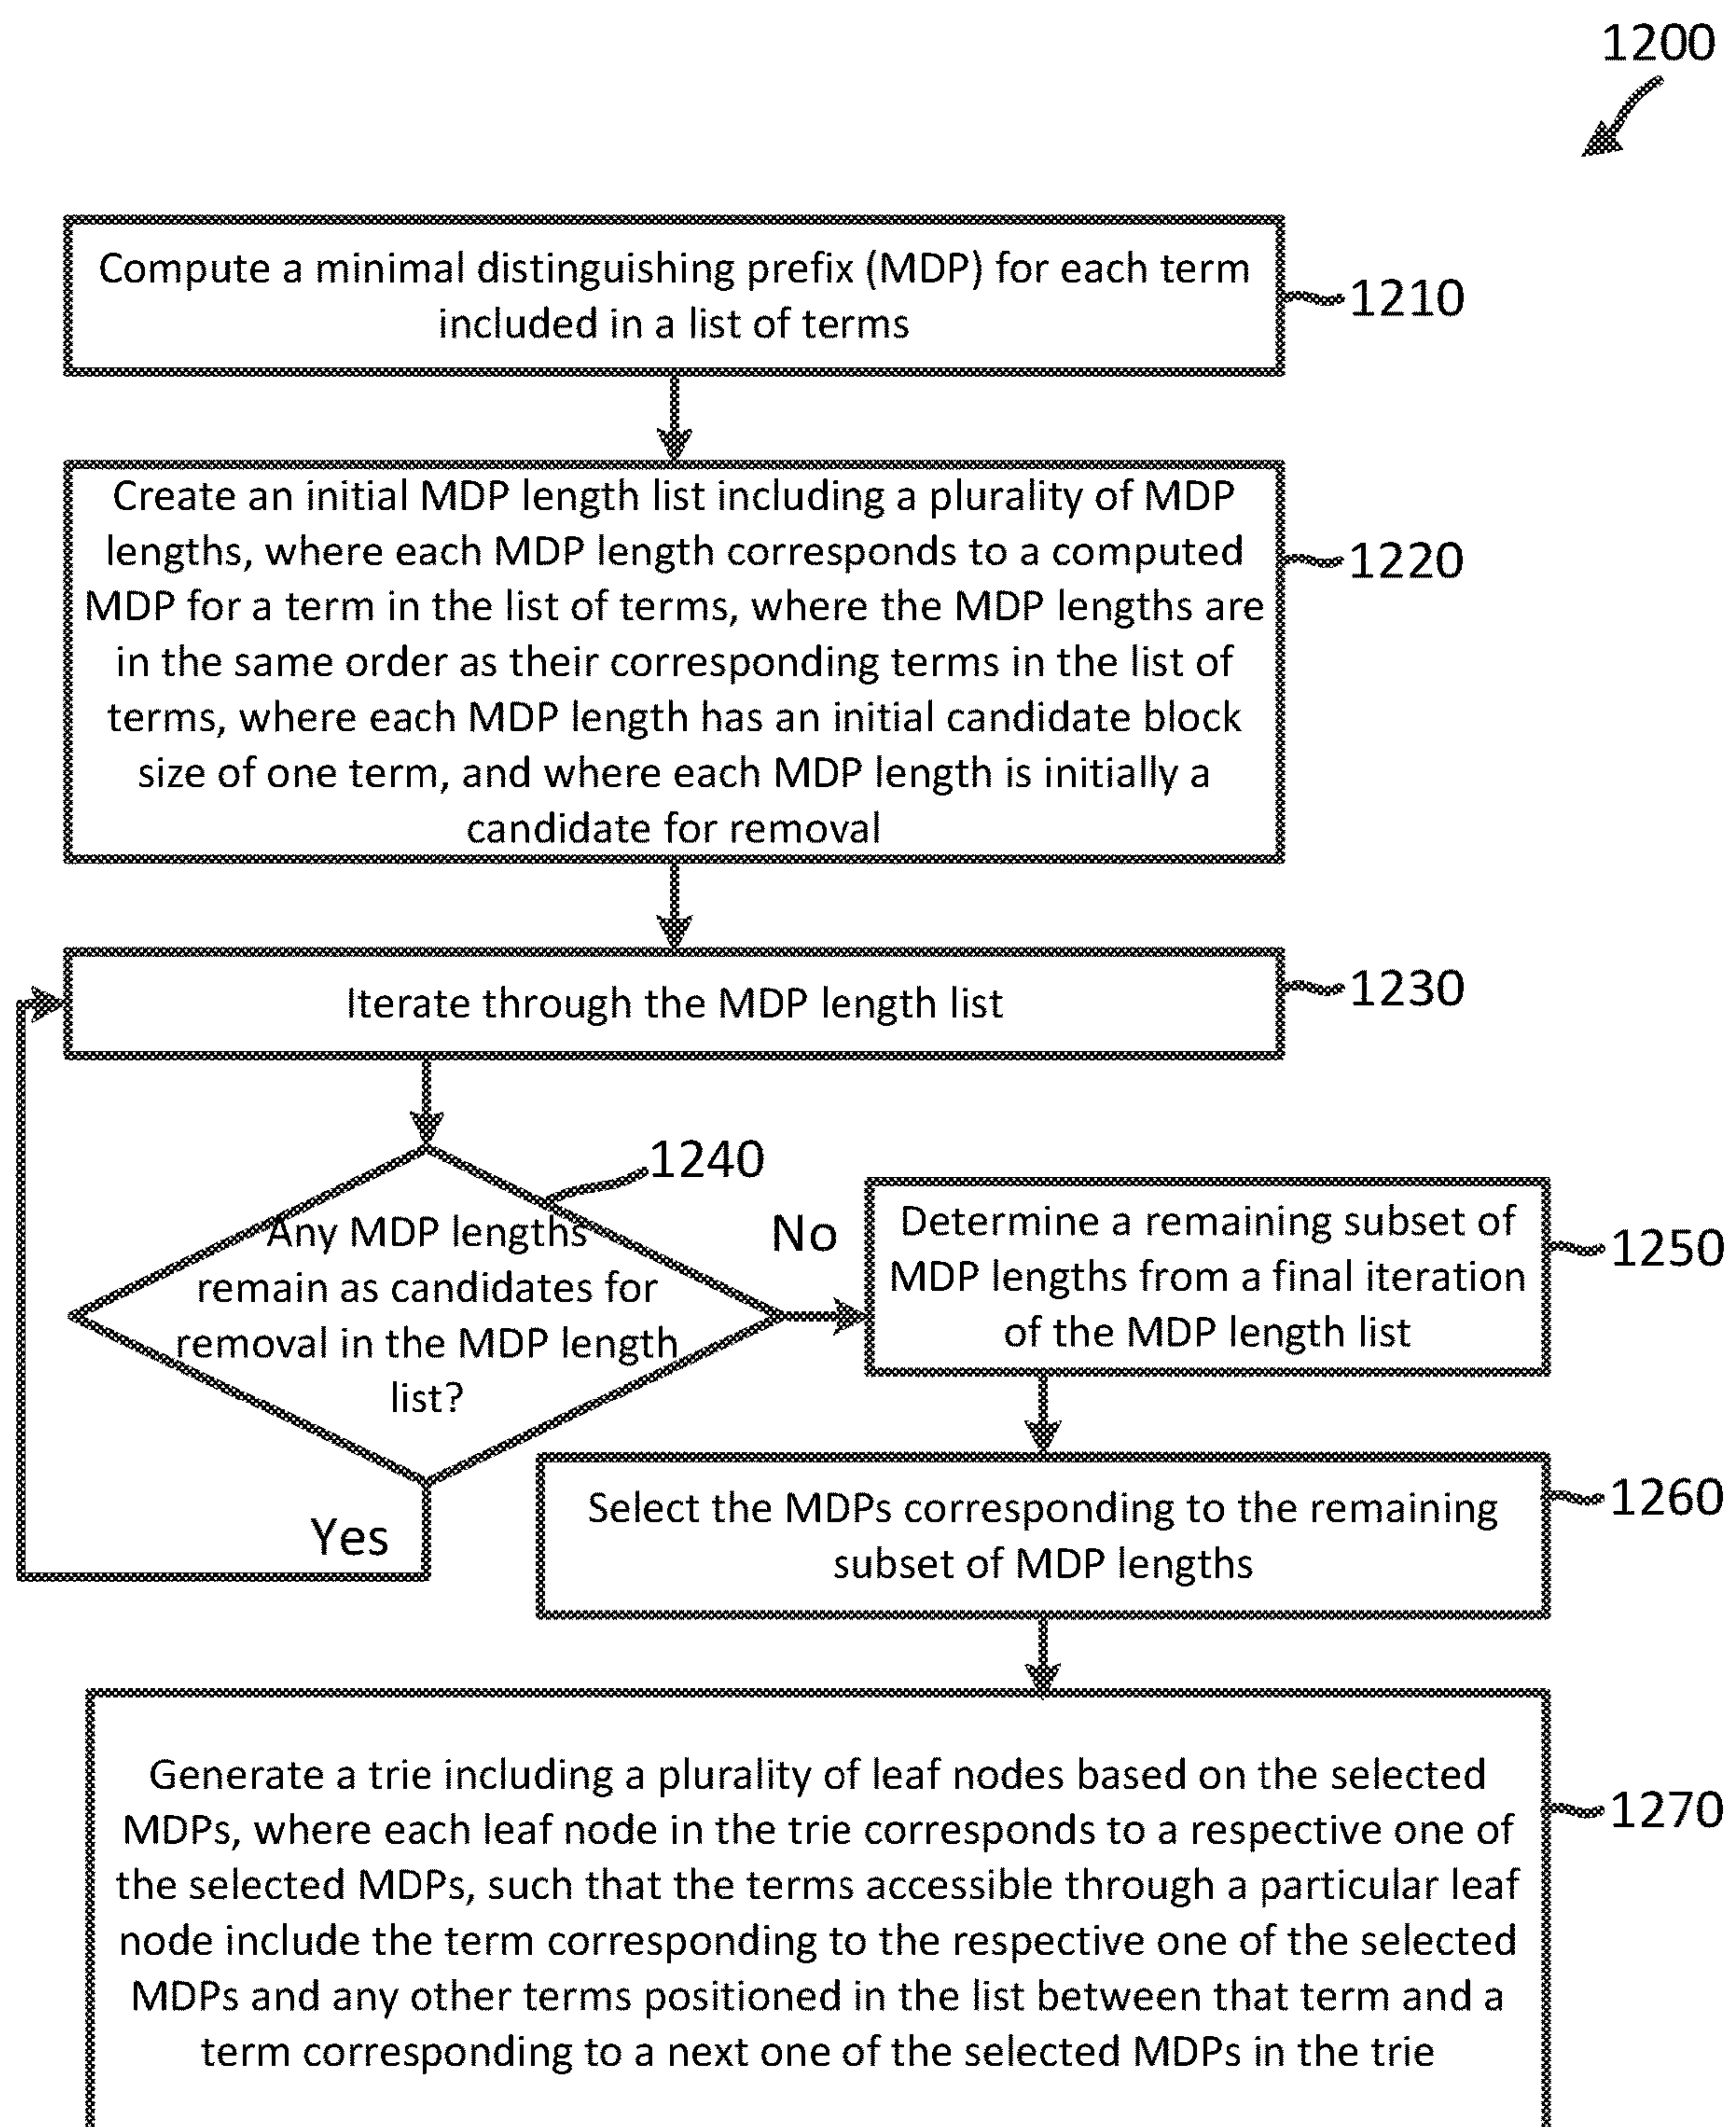 1200
Compute a minimal distinguishing prefix (MDP) for each term
included in a list of terms
1210
Create an initial MDP length list including a plurality of MDP
lengths, where each MDP length corresponds to a computed
MDP for a term in the list of terms, where the MDP lengths are
in the same order as their corresponding terms in the list of
terms, where each MDP length has an initial candidate block
size of one term, and where each MDP length is initially a
candidate for removal
1220
Iterate through the MDP length list
1230
1240
Any MDP lengths
remain as candidates for
removal in the MDP length
list?
No
Yes
Determine a remaining subset of
MDP lengths from a final iteration
of the MDP length list
1250
Select the MDPs corresponding to the remaining
subset of MDP lengths
1260
Generate a trie including a plurality of leaf nodes based on the selected
MDPs, where each leaf node in the trie corresponds to a respective one of
the selected MDPs, such that the terms accessible through a particular leaf
node include the term corresponding to the respective one of the selected
MDPs and any other terms positioned in the list between that term and a
term corresponding to a next one of the selected MDPs in the trie
1270